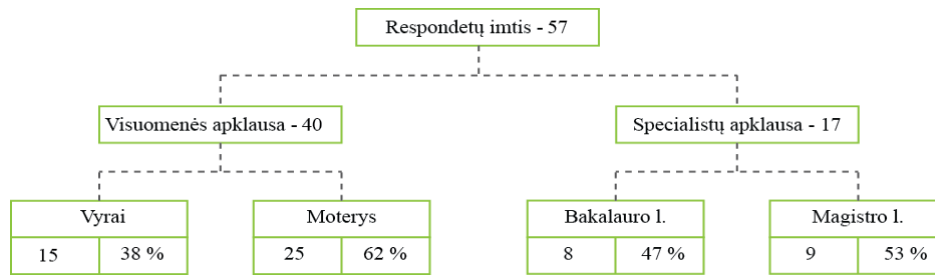 Respondetų imtis - 57
Visuomenės apklausa - 40
Specialistų apklausa - 17
Vyrai
Moterys
Bakalauro l.
Magistro l.
15
38 %
25
62 %
8
47 %
9
53 %